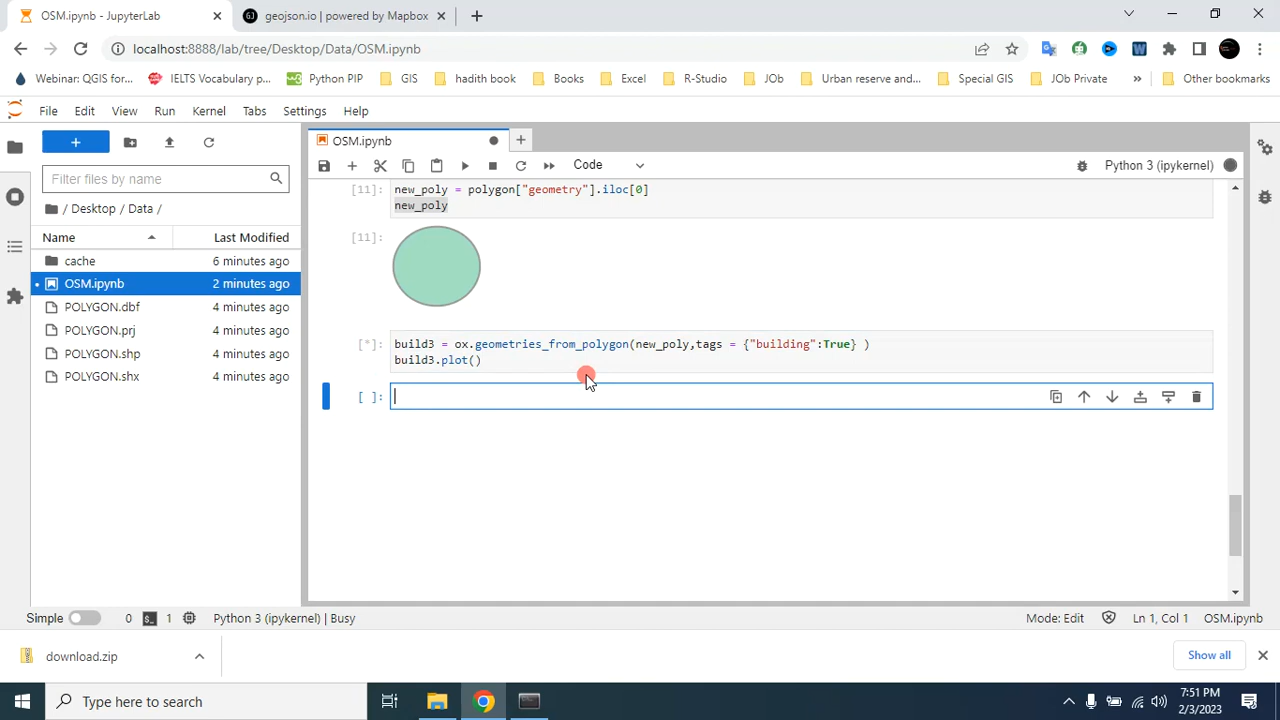 OSM.ipynb - JupyterLab
geojson.io | powered by Mapbox
localhost:8888/lab/tree/Desktop/Data/OSM.ipynb
Webinar: QGIS for... IELTS Vocabulary p... Python PIP GIS hadith book Books Excel R-Studio JOb Urban reserve and... Special GIS JOb Private » Other bookmarks
File Edit View Run Kernel Tabs Settings Help
OSM.ipynb
Code
Python 3 (ipykernel)
Filter files by name
/ Desktop / Data /
Name Last Modified
cache 6 minutes ago
OSM.ipynb 2 minutes ago
POLYGON.dbf 4 minutes ago
POLYGON.prj 4 minutes ago
POLYGON.shp 4 minutes ago
POLYGON.shx 4 minutes ago
[11]: new_poly = polygon["geometry"].iloc[0]
new_poly
[11]:
[*]: build3 = ox.geometries_from_polygon(new_poly,tags = {"building":True} )
build3.plot()
[ ]:
Simple 0 1 Python 3 (ipykernel) | Busy Mode: Edit Ln 1, Col 1 OSM.ipynb
download.zip Show all
Type here to search
7:51 PM
2/3/2023